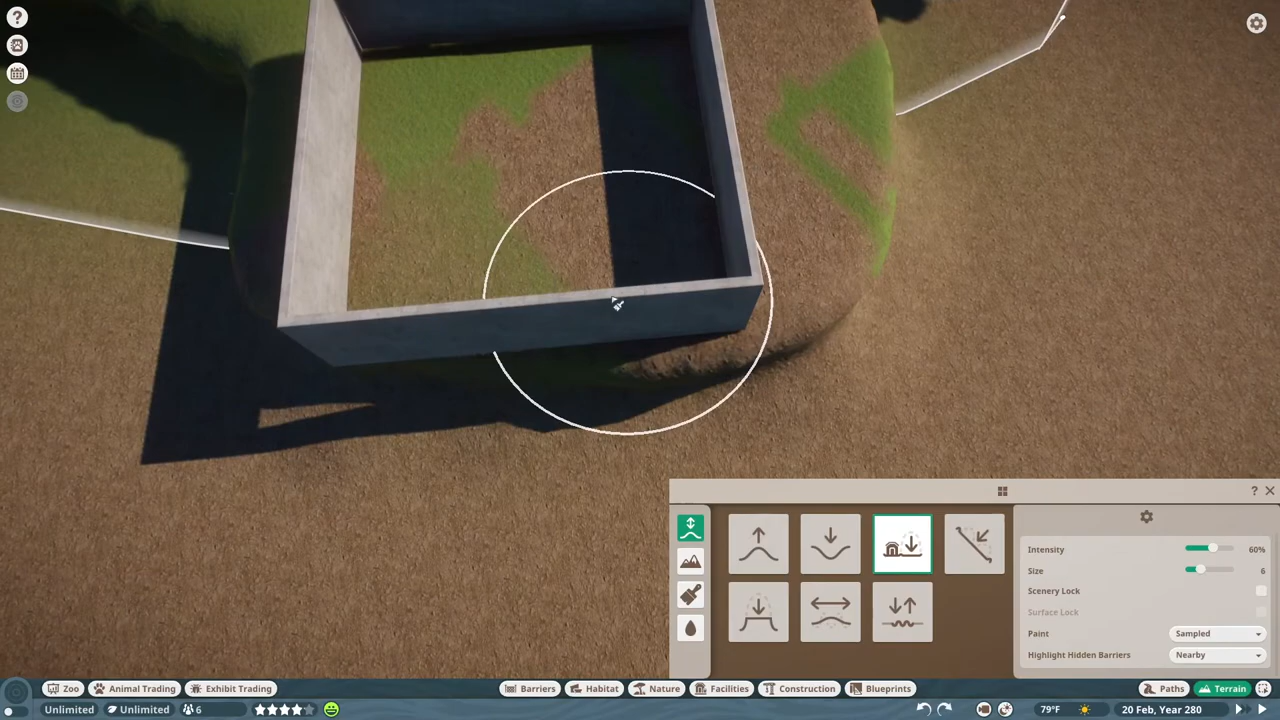 ?
? ×
Intensity 60%
Size 6
Scenery Lock
Surface Lock
Paint Sampled
Highlight Hidden Barriers Nearby
Zoo Animal Trading Exhibit Trading Barriers Habitat Nature Facilities Construction Blueprints Paths Terrain
Unlimited Unlimited 6 79°F 20 Feb, Year 280